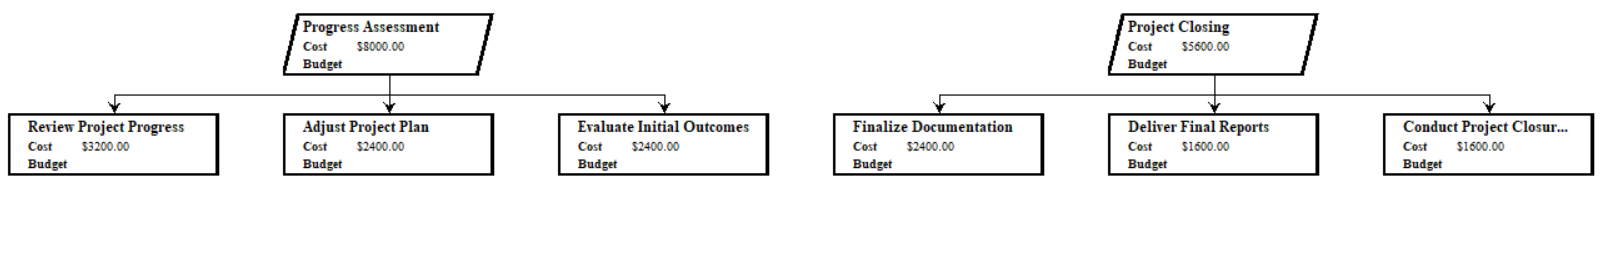 Progress Assessment
Cost $8000.00
Budget
Project Closing
Cost $5600.00
Budget
Review Project Progress
Cost $3200.00
Budget
Adjust Project Plan
Cost $2400.00
Budget
Evaluate Initial Outcomes
Cost $2400.00
Budget
Finalize Documentation
Cost $2400.00
Budget
Deliver Final Reports
Cost $1600.00
Budget
Conduct Project Closur...
Cost $1600.00
Budget